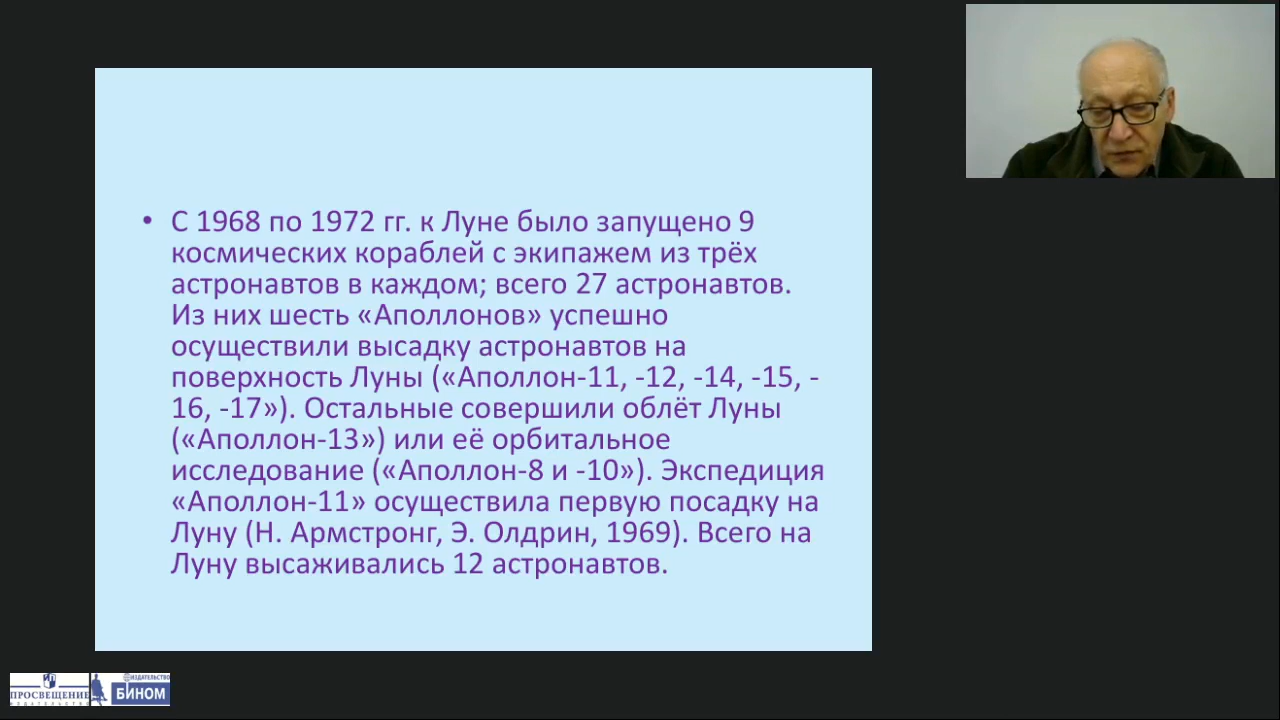 • С 1968 по 1972 гг. к Луне было запущено 9
космических кораблей с экипажем из трёх
астронавтов в каждом; всего 27 астронавтов.
Из них шесть «Аполлонов» успешно
осуществили высадку астронавтов на
поверхность Луны («Аполлон-11, -12, -14, -15, -
16, -17»). Остальные совершили облёт Луны
(«Аполлон-13») или её орбитальное
исследование («Аполлон-8 и -10»). Экспедиция
«Аполлон-11» осуществила первую посадку на
Луну (Н. Армстронг, Э. Олдрин, 1969). Всего на
Луну высаживались 12 астронавтов.
ПРОСВЕЩЕНИЕ
ИЗДАТЕЛЬСТВО
ИЗДАТЕЛЬСТВО
БИНОМ